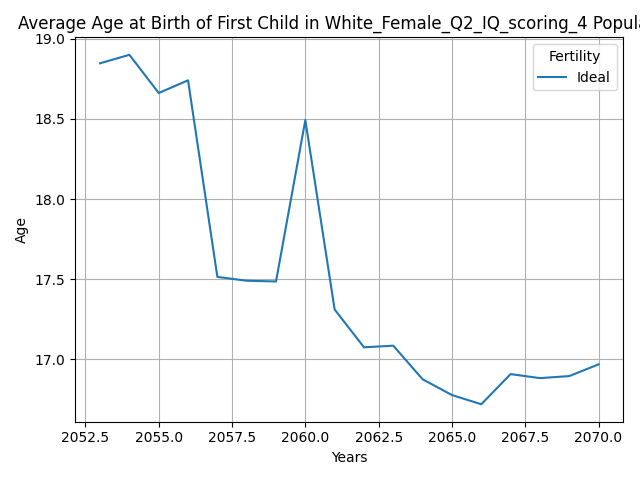 Average Age at Birth of First Child in White_Female_Q2_IQ_scoring_4 Popula
19.0
18.5
18.0
17.5
17.0
Age
Fertility
Ideal
2052.5 2055.0 2057.5 2060.0 2062.5 2065.0 2067.5 2070.0
Years